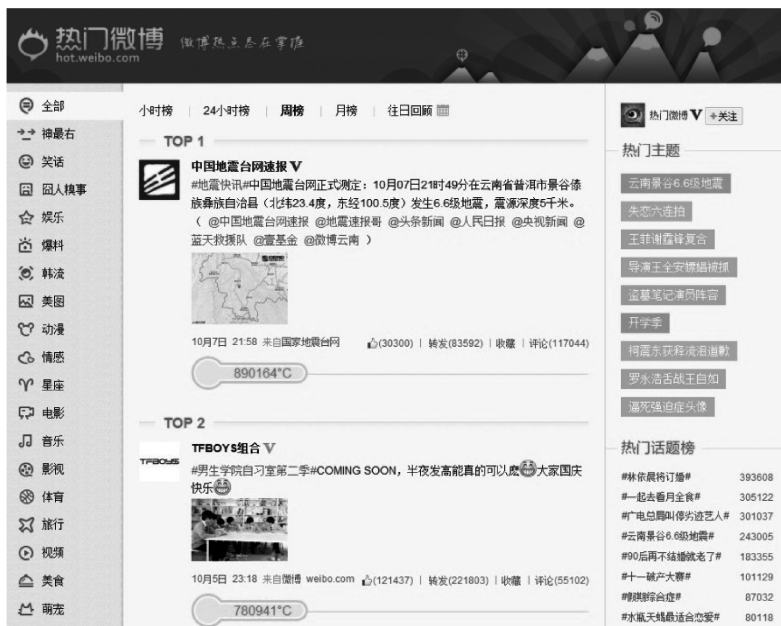 热门微博
hot.weibo.com
微博热点尽在掌握
全部
神最右
笑话
囧人糗事
娱乐
爆料
韩流
美图
动漫
情感
星座
电影
音乐
影视
体育
旅行
视频
美食
萌宠
小时榜 | 24小时榜 | 周榜 | 月榜 | 往日回顾
TOP 1
中国地震台网速报 V
#地震快讯#中国地震台网正式测定：10月07日21时49分在云南省普洱市景谷傣
族彝族自治县（北纬23.4度，东经100.5度）发生6.6级地震，震源深度5千米。
（ @中国地震台网速报 @地震速报哥 @头条新闻 @人民日报 @央视新闻 @
蓝天救援队 @壹基金 @微博云南 ）
10月7日 21:58 来自国家地震台网 (30300) | 转发(83592) | 收藏 | 评论(117044)
890164°C
TOP 2
TFBOYS
TFBOYS组合 V
#男生学院自习室第二季#COMING SOON，半夜发高能真的可以麽 大家国庆
快乐
10月5日 23:18 来自微博 weibo.com (121437) | 转发(221803) | 收藏 | 评论(55102)
780941°C
热门微博 V +关注
热门主题
云南景谷6.6级地震
失恋六连拍
王菲谢霆锋复合
导演王全安嫖娼被抓
盗墓笔记演员阵容
开学季
柯震东获释流泪道歉
罗永浩舌战王自如
逼死强迫症头像
热门话题榜
#林依晨将订婚# 393608
#一起去看月全食# 305122
#广电总局叫停劣迹艺人# 301037
#云南景谷6.6级地震# 243005
#90后再不结婚就老了# 183355
#十一破产大赛# 101129
#麒麟综合症# 87032
#水瓶天蝎最适合恋爱# 80118